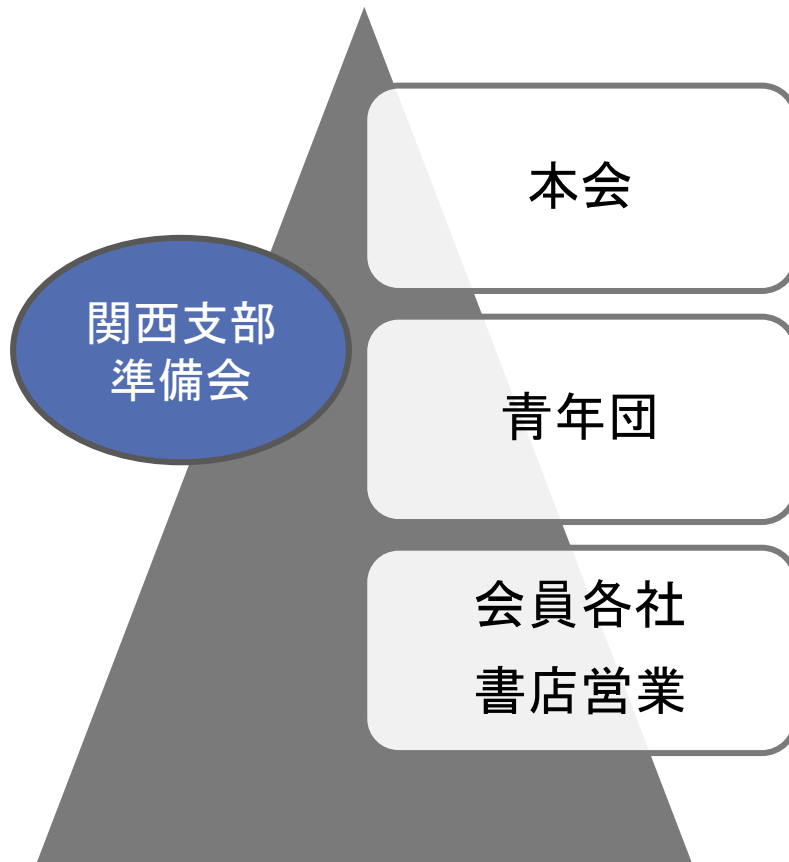 本会
関西支部
準備会
青年団
会員各社
書店営業